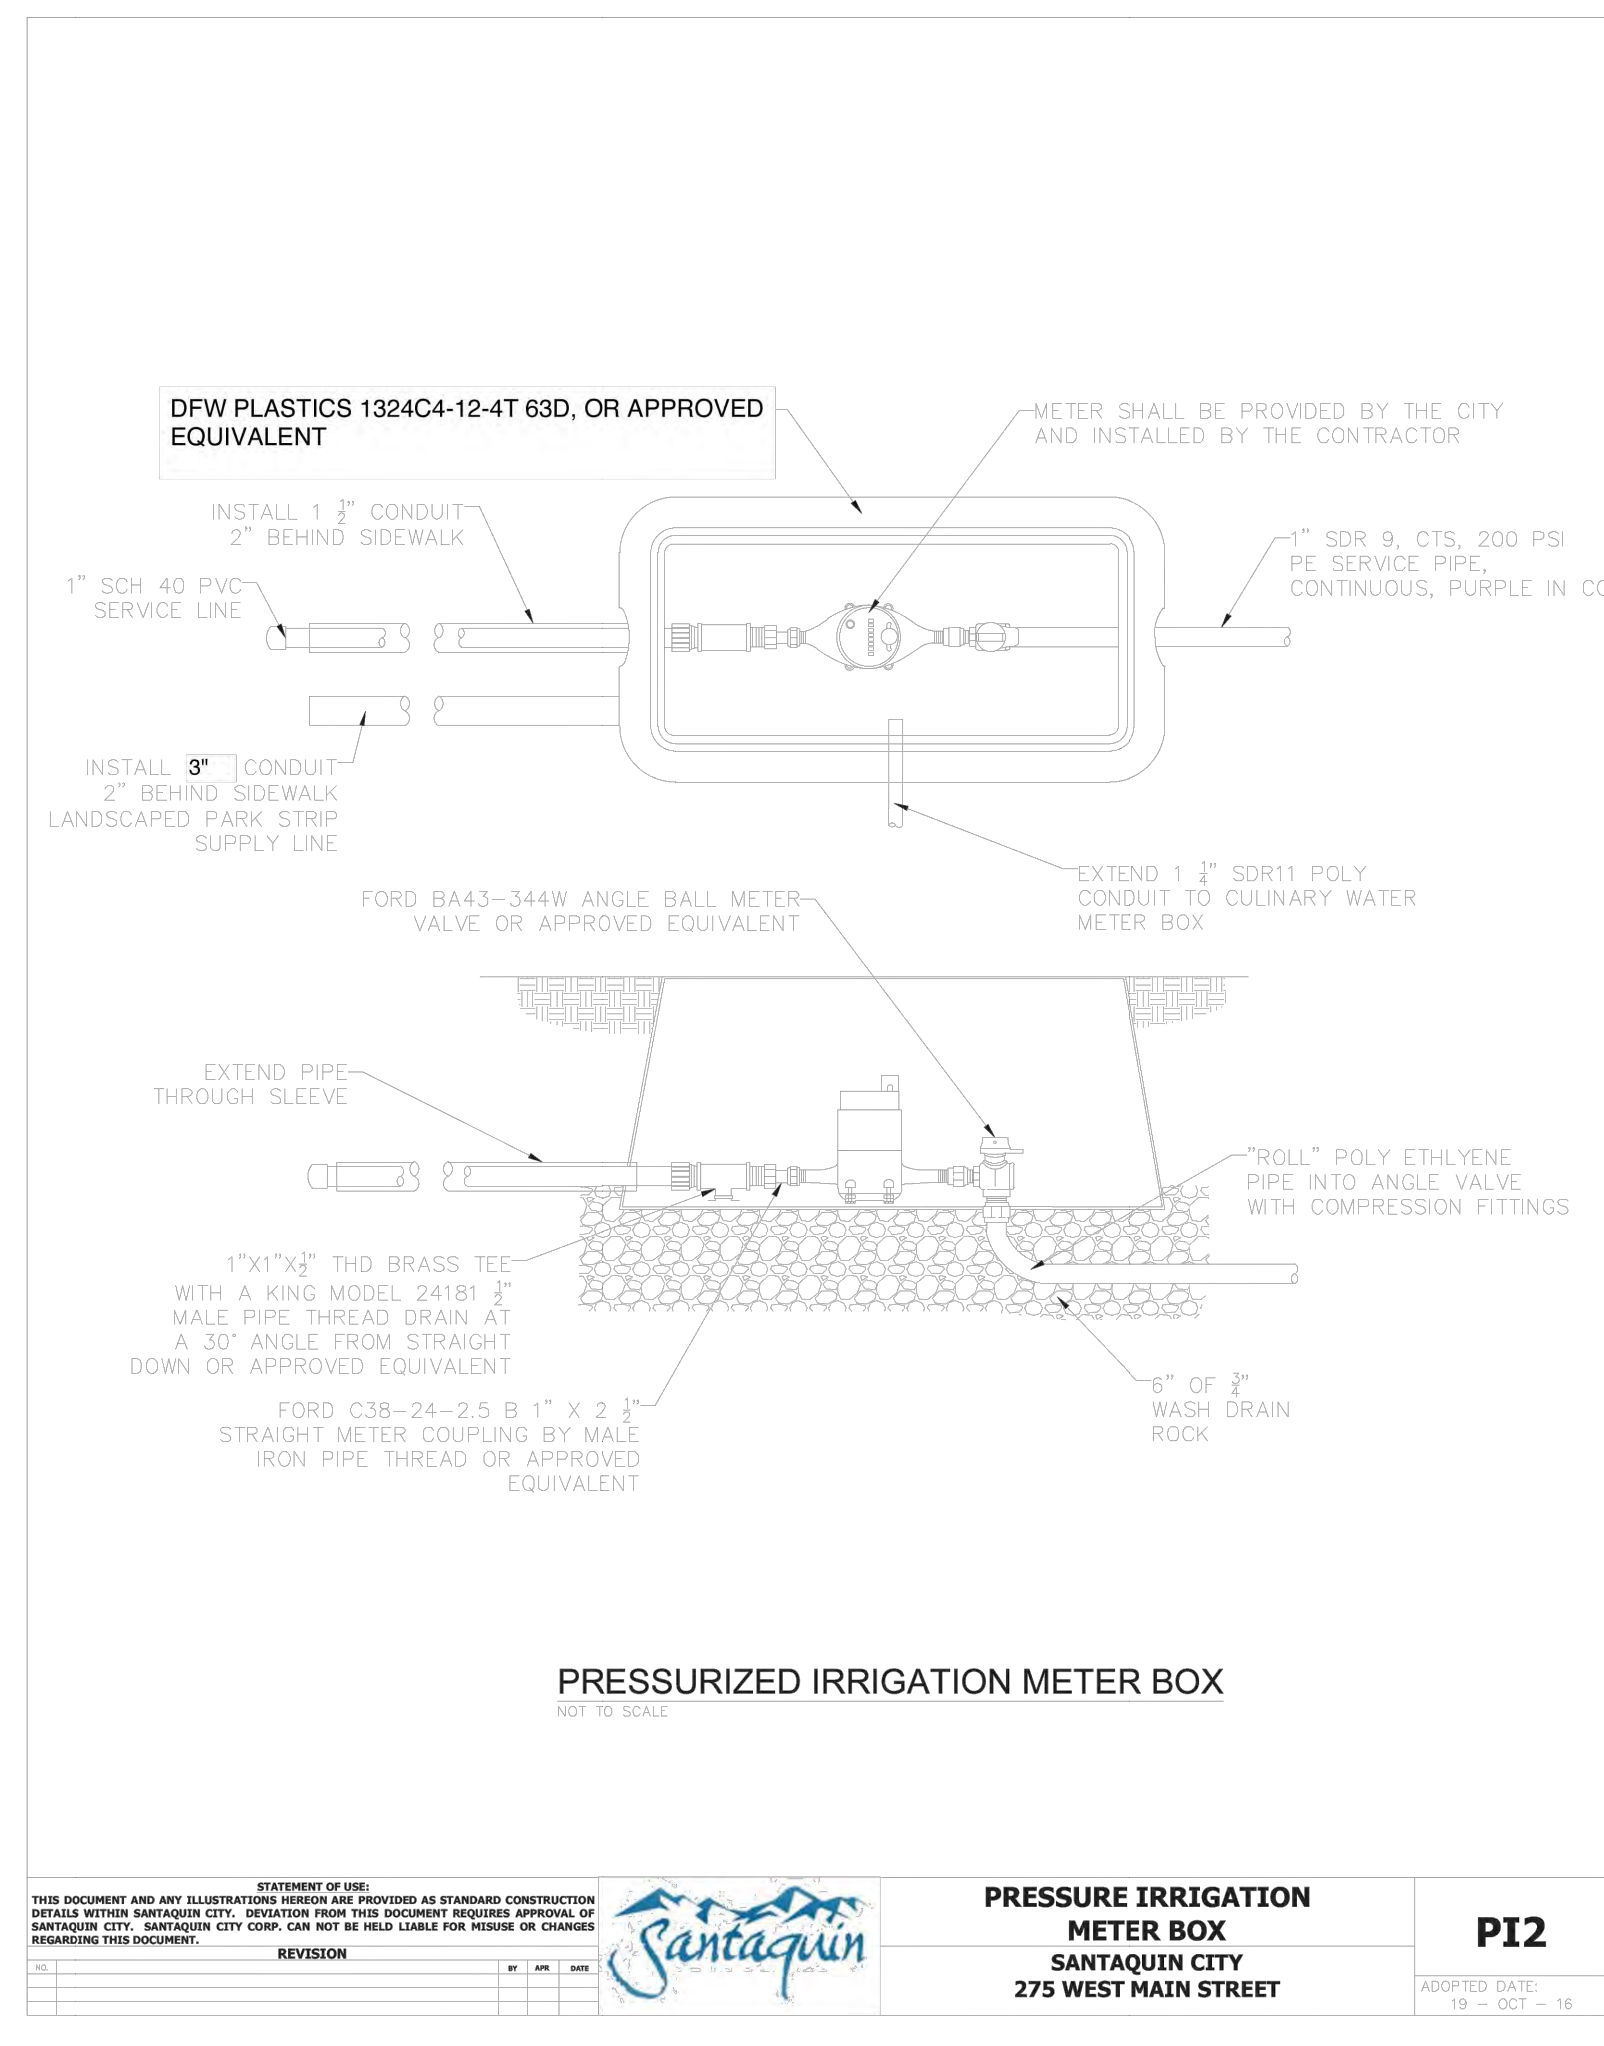 DFW PLASTICS 1324C4-12-4T 63D, OR APPROVED
EQUIVALENT
METER SHALL BE PROVIDED BY THE CITY
AND INSTALLED BY THE CONTRACTOR
INSTALL 1 1/2" CONDUIT
2" BEHIND SIDEWALK
1" SCH 40 PVC
SERVICE LINE
1" SDR 9, CTS, 200 PSI
PE SERVICE PIPE,
CONTINUOUS, PURPLE IN CO
INSTALL 3" CONDUIT
2" BEHIND SIDEWALK
LANDSCAPED PARK STRIP
SUPPLY LINE
EXTEND 1 1/4" SDR11 POLY
CONDUIT TO CULINARY WATER
METER BOX
FORD BA43-344W ANGLE BALL METER
VALVE OR APPROVED EQUIVALENT
EXTEND PIPE
THROUGH SLEEVE
"ROLL" POLY ETHLYENE
PIPE INTO ANGLE VALVE
WITH COMPRESSION FITTINGS
1"X1"X1/2" THD BRASS TEE
WITH A KING MODEL 24181 1/2"
MALE PIPE THREAD DRAIN AT
A 30° ANGLE FROM STRAIGHT
DOWN OR APPROVED EQUIVALENT
FORD C38-24-2.5 B 1" X 2 1/2"
STRAIGHT METER COUPLING BY MALE
IRON PIPE THREAD OR APPROVED
EQUIVALENT
6" OF 3/4"
WASH DRAIN
ROCK
PRESSURIZED IRRIGATION METER BOX
NOT TO SCALE
STATEMENT OF USE:
THIS DOCUMENT AND ANY ILLUSTRATIONS HEREON ARE PROVIDED AS STANDARD CONSTRUCTION
DETAILS WITHIN SANTAQUIN CITY. DEVIATION FROM THIS DOCUMENT REQUIRES APPROVAL OF
SANTAQUIN CITY. SANTAQUIN CITY CORP. CAN NOT BE HELD LIABLE FOR MISUSE OR CHANGES
REGARDING THIS DOCUMENT.
REVISION
NO. BY APR DATE
Santaquin
PRESSURE IRRIGATION
METER BOX
SANTAQUIN CITY
275 WEST MAIN STREET
PI2
ADOPTED DATE:
19 - OCT - 16